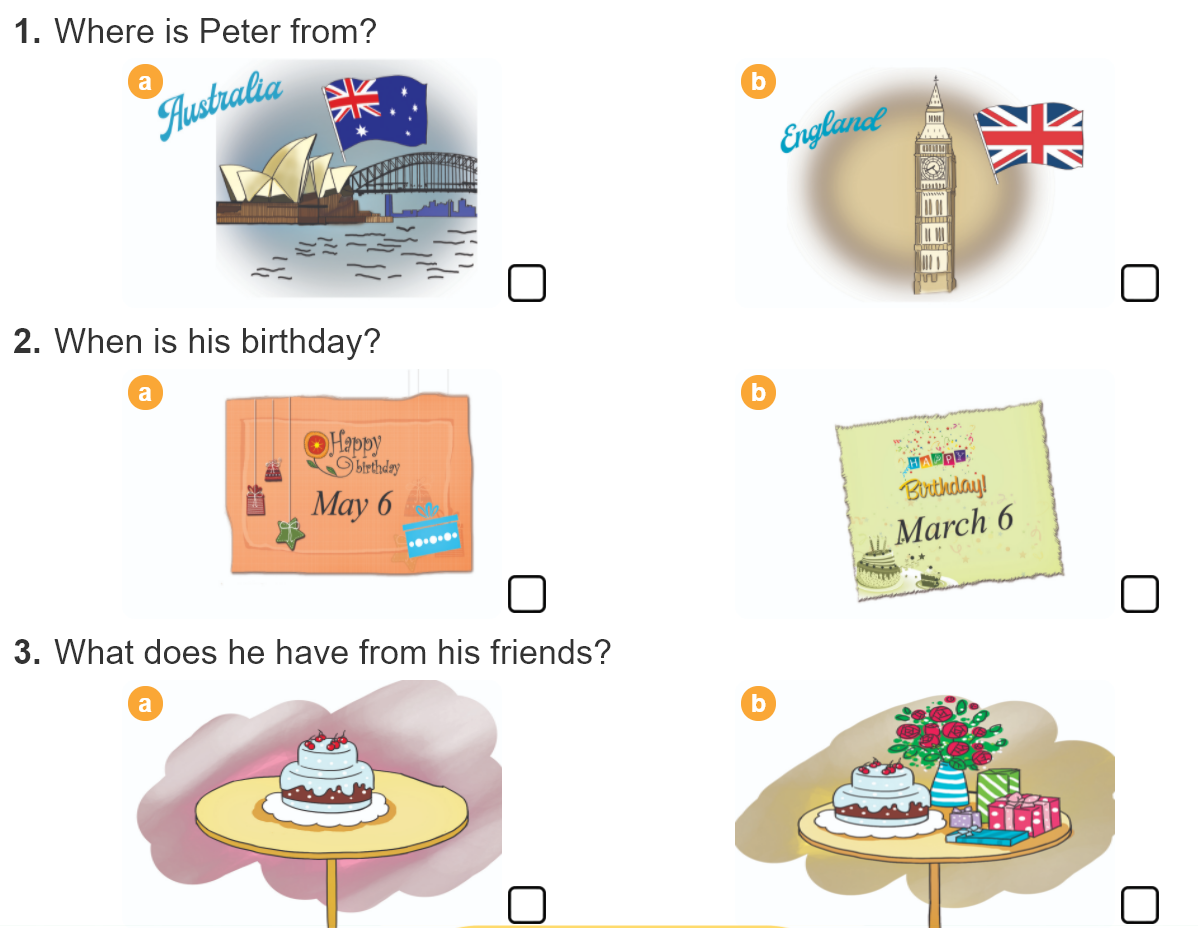 1. Where is Peter from?
a
Australia
b
England
2. When is his birthday?
a
Happy
birthday
May 6
b
HAPPY
Birthday!
March 6
3. What does he have from his friends?
a
b